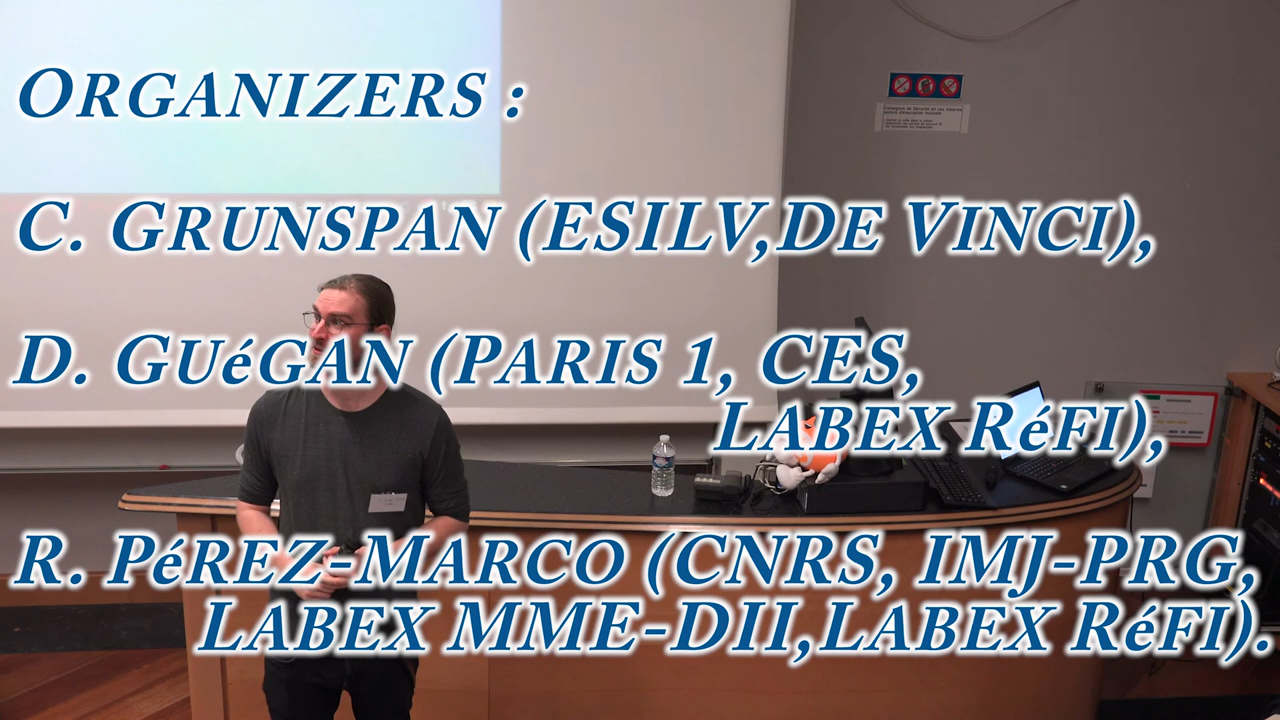 ORGANIZERS :
C. GRUNSPAN (ESILV,DE VINCI),
D. GUéGAN (PARIS 1, CES,
LABEX RéFI),
R. PéREZ-MARCO (CNRS, IMJ-PRG,
LABEX MME-DII,LABEX RéFI).